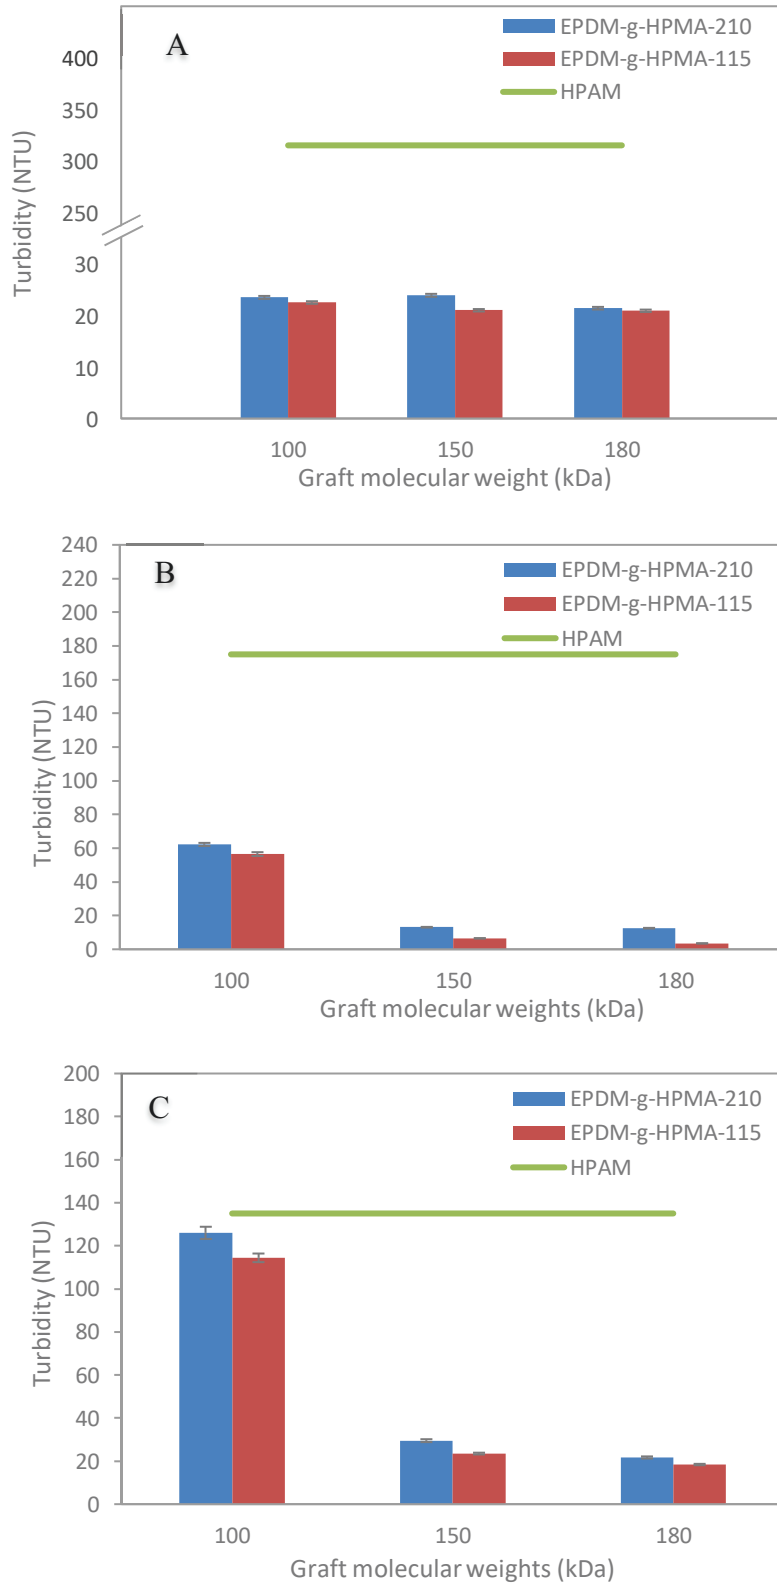 A
EPDM-g-HPMA-210
EPDM-g-HPMA-115
HPAM
Turbidity (NTU)
400
350
300
250
30
20
10
0
100 150 180
Graft molecular weight (kDa)
B
EPDM-g-HPMA-210
EPDM-g-HPMA-115
HPAM
Turbidity (NTU)
240
220
200
180
160
140
120
100
80
60
40
20
0
100 150 180
Graft molecular weights (kDa)
C
EPDM-g-HPMA-210
EPDM-g-HPMA-115
HPAM
Turbidity (NTU)
200
180
160
140
120
100
80
60
40
20
0
100 150 180
Graft molecular weights (kDa)